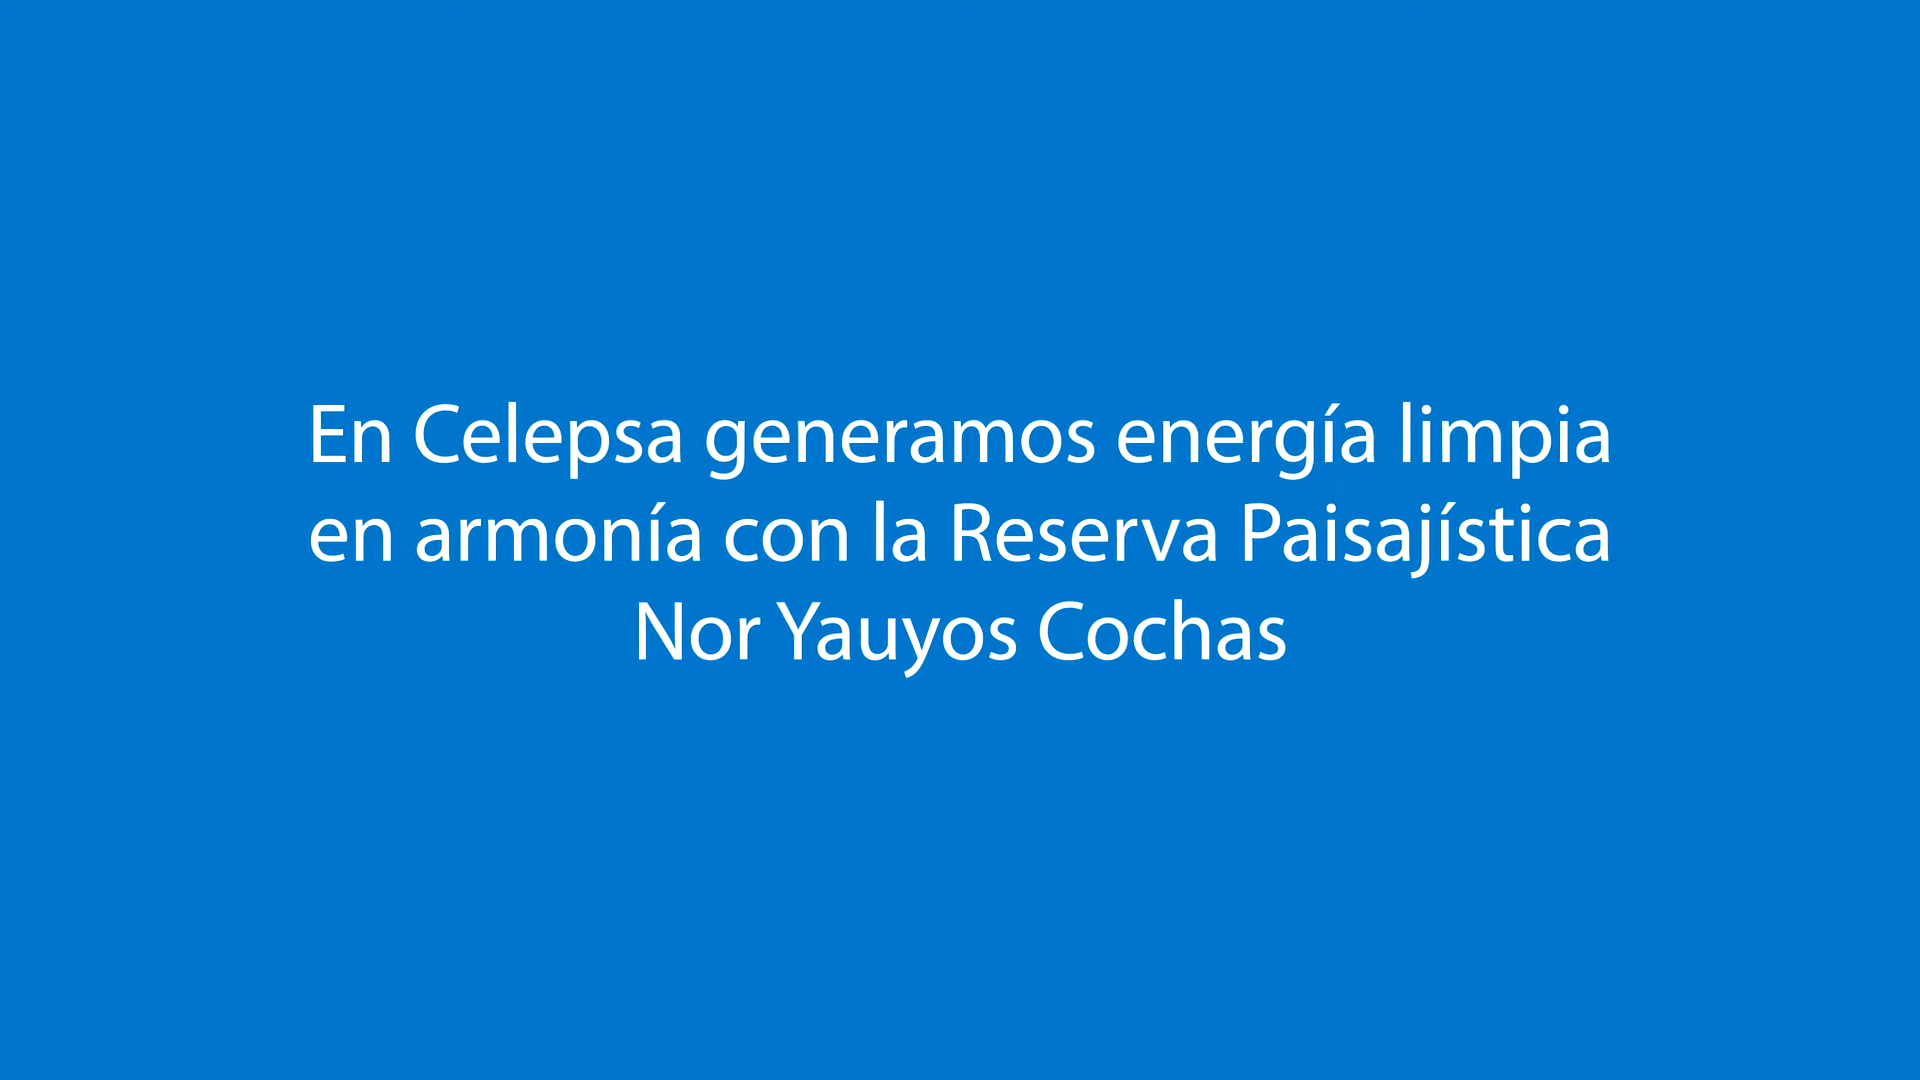 En Celepsa generamos energía limpia
en armonía con la Reserva Paisajística
Nor Yauyos Cochas